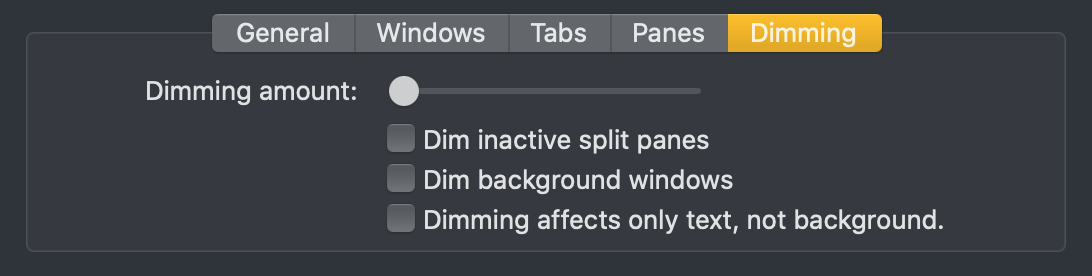 General Windows Tabs Panes Dimming
Dimming amount:
Dim inactive split panes
Dim background windows
Dimming affects only text, not background.